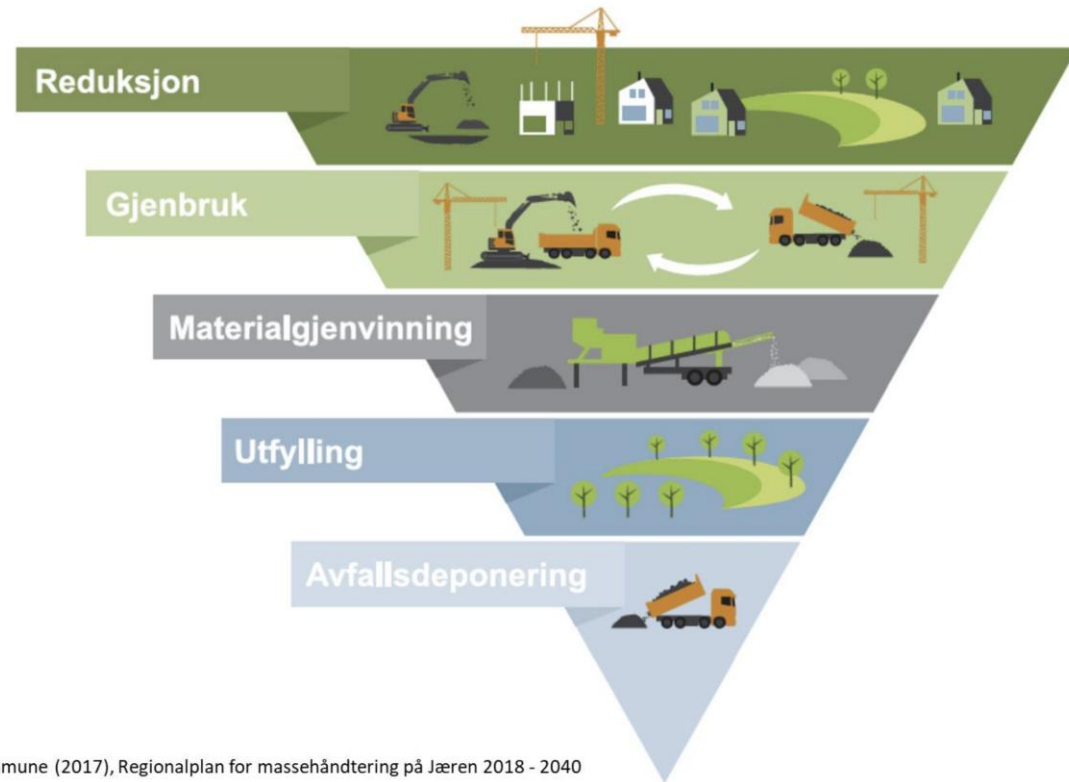 Reduksjon
Gjenbruk
Materialgjenvinning
Utfylling
Avfallsdeponering
mune (2017), Regionalplan for massehåndtering på Jæren 2018 - 2040